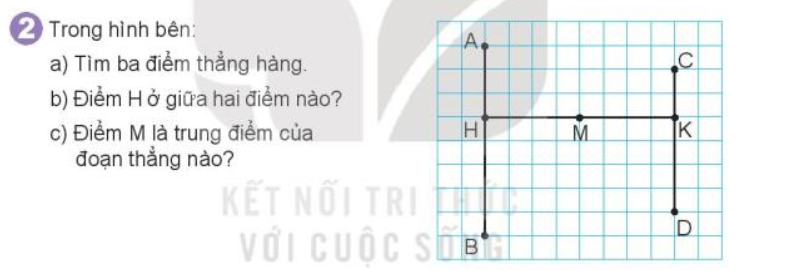 2 Trong hình bên:
a) Tìm ba điểm thẳng hàng.
b) Điểm H ở giữa hai điểm nào?
c) Điểm M là trung điểm của
đoạn thẳng nào?
A
C
H
M
K
D
B
KẾT NỐI TRI THỨC
VỚI CUỘC SỐNG